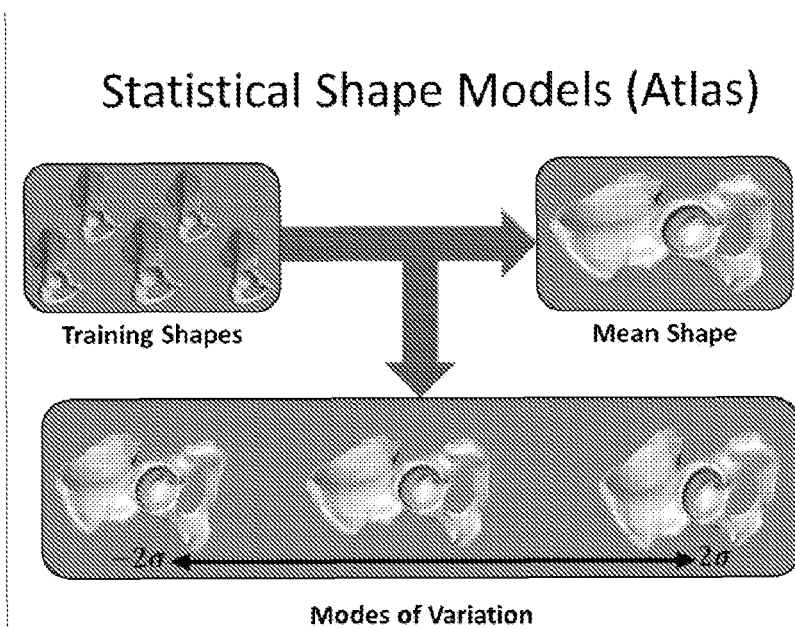 Statistical Shape Models (Atlas)
Training Shapes
Mean Shape
-2σ
2σ
Modes of Variation